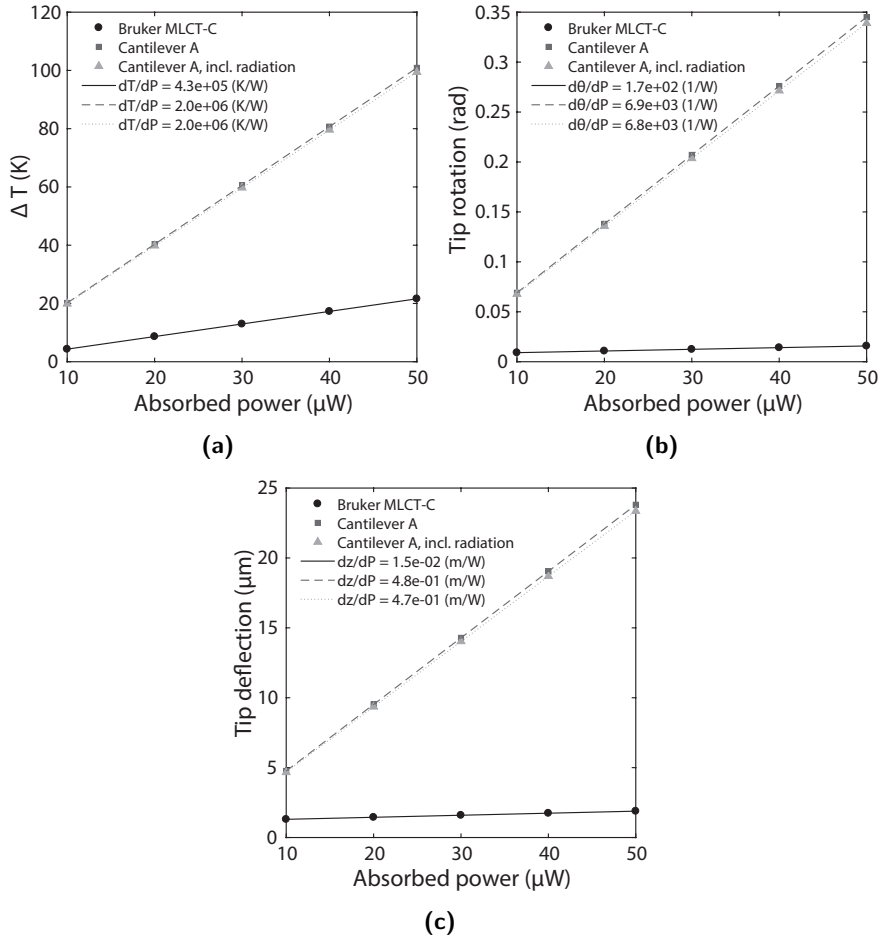 120
100
80
60
40
20
0
Δ T (K)
Bruker MLCT-C
Cantilever A
Cantilever A, incl. radiation
dT/dP = 4.3e+05 (K/W)
dT/dP = 2.0e+06 (K/W)
dT/dP = 2.0e+06 (K/W)
10 20 30 40 50
Absorbed power (μW)
(a)
0.35
0.3
0.25
0.2
0.15
0.1
0.05
0
Tip rotation (rad)
Bruker MLCT-C
Cantilever A
Cantilever A, incl. radiation
dθ/dP = 1.7e+02 (1/W)
dθ/dP = 6.9e+03 (1/W)
dθ/dP = 6.8e+03 (1/W)
10 20 30 40 50
Absorbed power (μW)
(b)
25
20
15
10
5
0
Tip deflection (μm)
Bruker MLCT-C
Cantilever A
Cantilever A, incl. radiation
dz/dP = 1.5e-02 (m/W)
dz/dP = 4.8e-01 (m/W)
dz/dP = 4.7e-01 (m/W)
10 20 30 40 50
Absorbed power (μW)
(c)